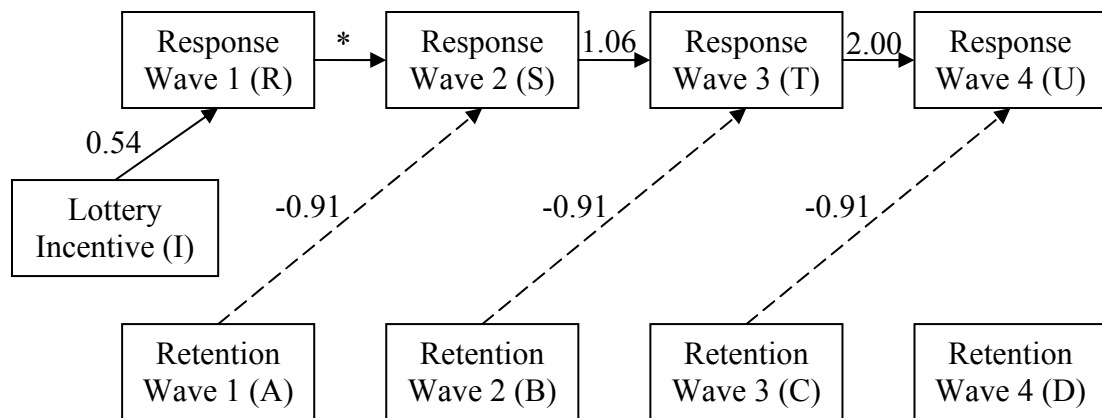 Response
Wave 1 (R)
*
Response
Wave 2 (S)
1.06
Response
Wave 3 (T)
2.00
Response
Wave 4 (U)
0.54
Lottery
Incentive (I)
-0.91
-0.91
-0.91
Retention
Wave 1 (A)
Retention
Wave 2 (B)
Retention
Wave 3 (C)
Retention
Wave 4 (D)